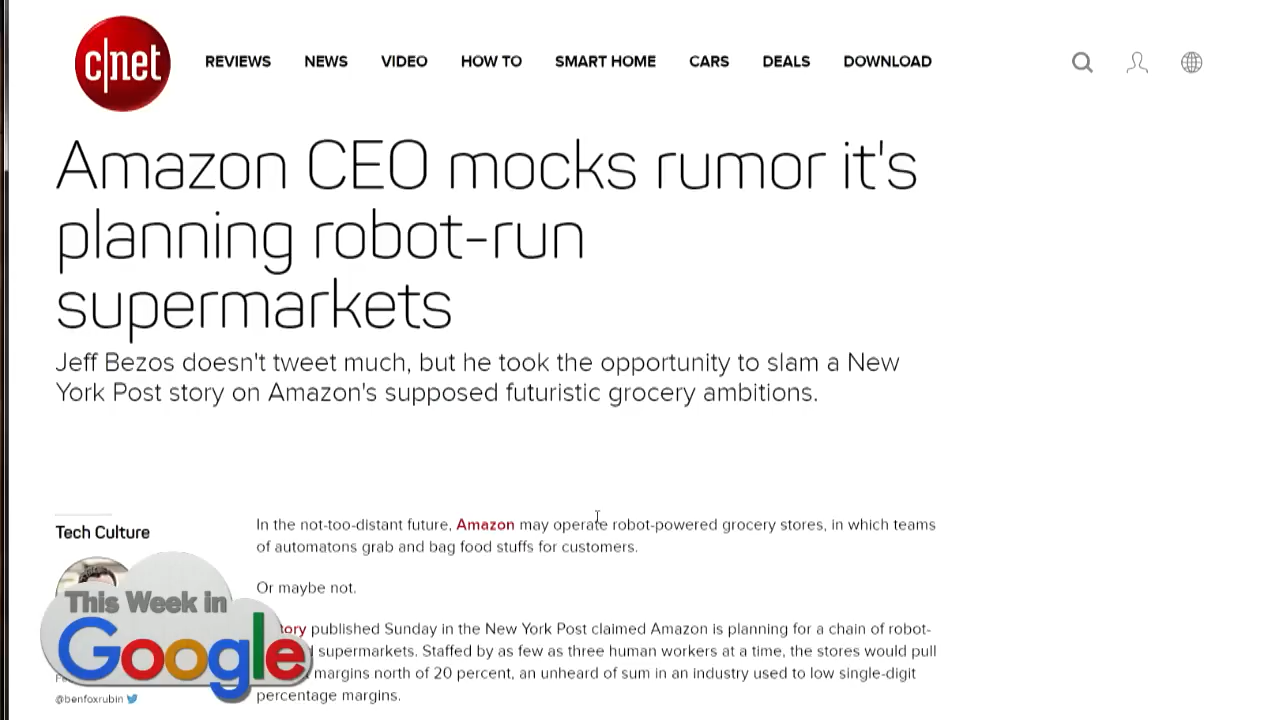 c|net
REVIEWS NEWS VIDEO HOW TO SMART HOME CARS DEALS DOWNLOAD
Amazon CEO mocks rumor it's
planning robot-run
supermarkets
Jeff Bezos doesn't tweet much, but he took the opportunity to slam a New
York Post story on Amazon's supposed futuristic grocery ambitions.
Tech Culture
In the not-too-distant future, Amazon may operate robot-powered grocery stores, in which teams
of automatons grab and bag food stuffs for customers.
Or maybe not.
published Sunday in the New York Post claimed Amazon is planning for a chain of robot-
supermarkets. Staffed by as few as three human workers at a time, the stores would pull
margins north of 20 percent, an unheard of sum in an industry used to low single-digit
percentage margins.
This Week in
Google
@benfoxrubin